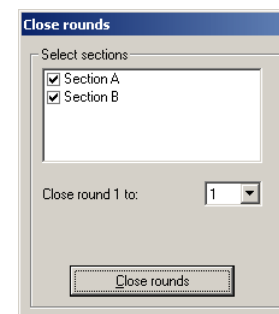 Close rounds
Select sections
Section A
Section B
Close round 1 to:
1
Close rounds